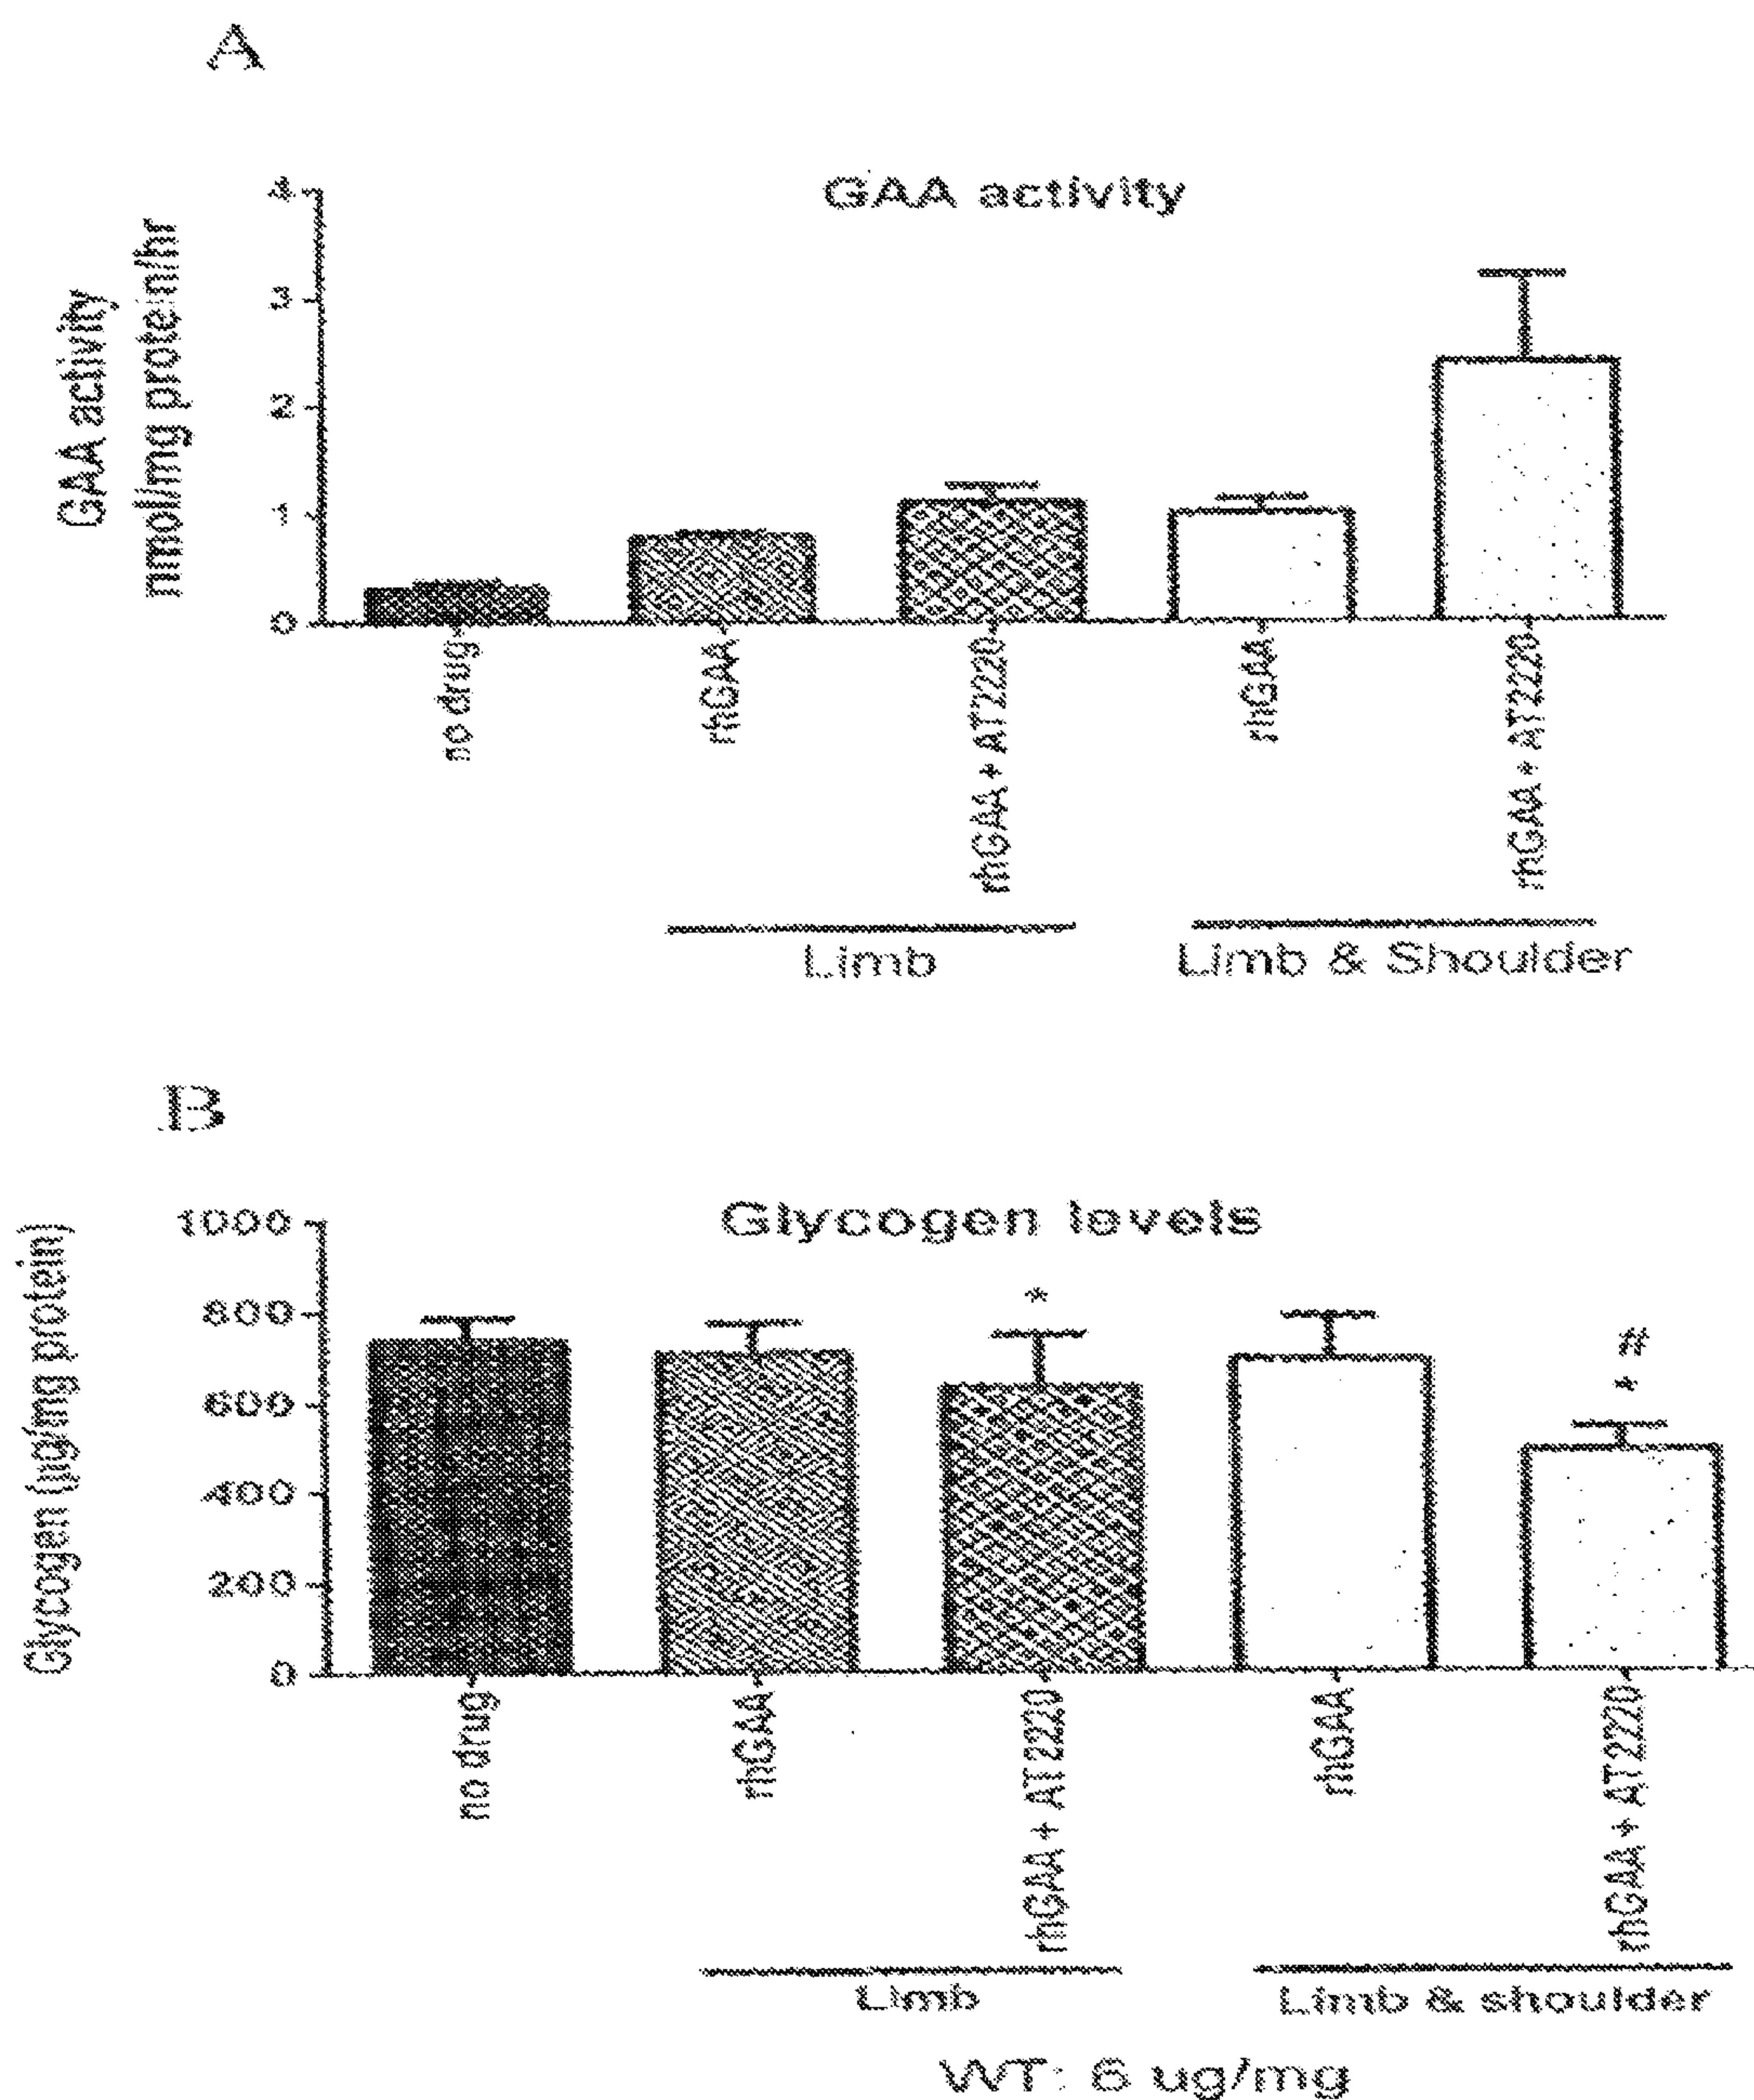 A
GAA activity
GAA activity
nmol/mg protein/hr
4
3
2
1
0
no drug
rhGAA
rhGAA + AT2220
rhGAA
rhGAA + AT2220
Limb
Limb & Shoulder
B
Glycogen levels
Glycogen (µg/mg protein)
1000
800
600
400
200
0
*
#
*
no drug
rhGAA
rhGAA + AT2220
rhGAA
rhGAA + AT2220
Limb
Limb & shoulder
WT: 6 ug/mg